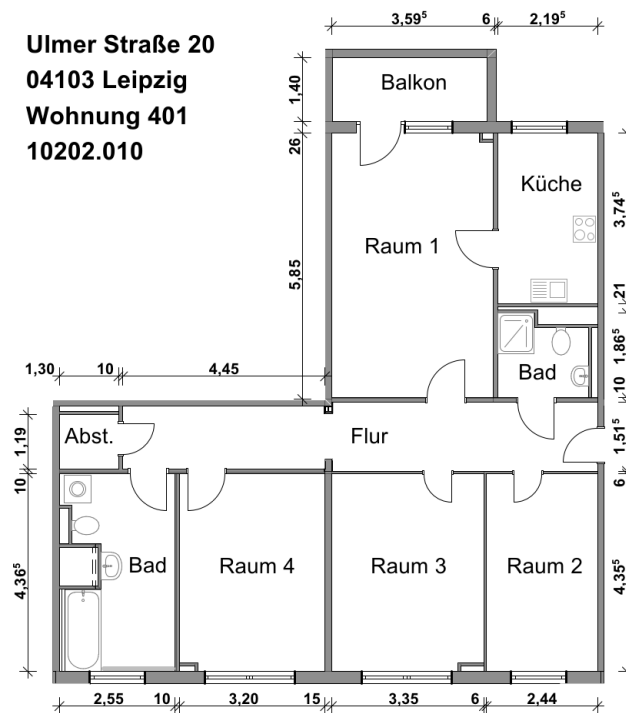 Ulmer Straße 20
04103 Leipzig
Wohnung 401
10202.010
3,59⁵ 6 2,19⁵
1,40
Balkon
26
Küche
3,74⁵
Raum 1
5,85
21
1,86⁵
Bad
10
1,30 10 4,45
Abst.
Flur
1,19
1,51⁵
10
6
Bad
Raum 4
Raum 3
Raum 2
4,36⁵
4,35⁵
2,55 10 3,20 15 3,35 6 2,44